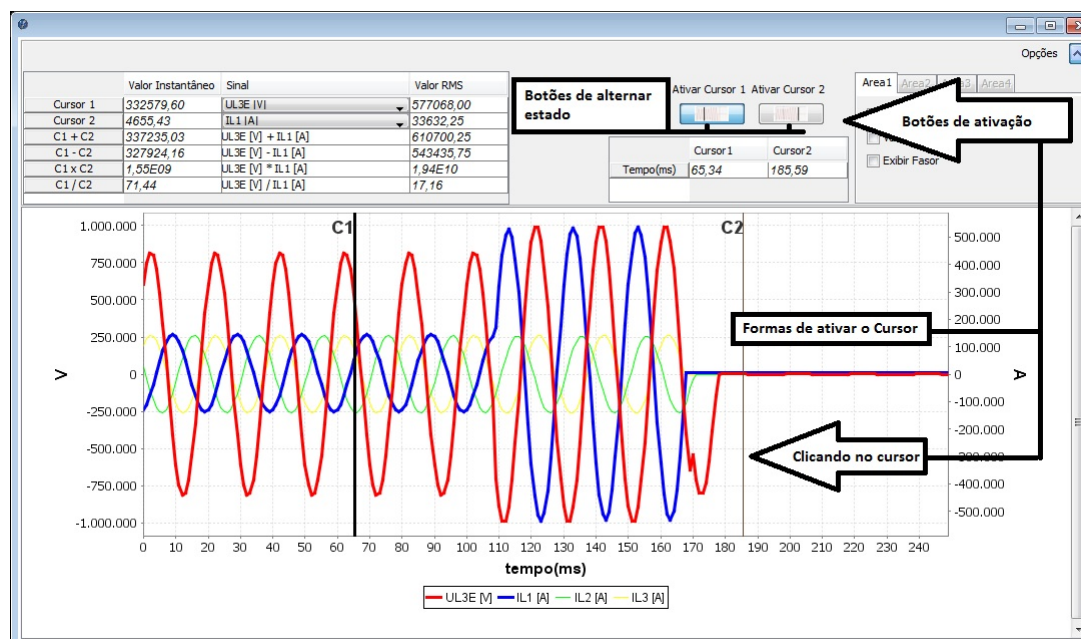 Opções
Valor Instantâneo Sinal Valor RMS
Cursor 1 332579,60 UL3E [V] 577068,00
Cursor 2 4655,43 IL1 [A] 33632,25
C1 + C2 337235,03 UL3E [V] + IL1 [A] 610700,25
C1 - C2 327924,16 UL3E [V] - IL1 [A] 543435,75
C1 x C2 1,55E09 UL3E [V] * IL1 [A] 1,94E10
C1 / C2 71,44 UL3E [V] / IL1 [A] 17,16
Botões de alternar
estado
Ativar Cursor 1 Ativar Cursor 2
Cursor1 Cursor2
Tempo(ms) 65,34 185,59
Area1 Area2 Area3 Area4
Botões de ativação
Exibir Fasor
C1 C2
1.000.000
750.000
500.000
250.000
0
-250.000
-500.000
-750.000
-1.000.000
V
500.000
400.000
300.000
200.000
100.000
0
-100.000
-200.000
-300.000
-400.000
-500.000
A
Formas de ativar o Cursor
Clicando no cursor
0 10 20 30 40 50 60 70 80 90 100 110 120 130 140 150 160 170 180 190 200 210 220 230 240
tempo(ms)
UL3E [V] IL1 [A] IL2 [A] IL3 [A]